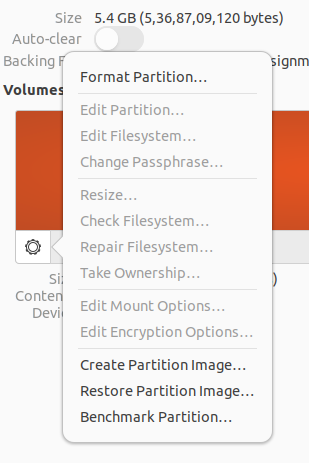 Size 5.4 GB (5,36,87,09,120 bytes)
Auto-clear
Backing F
signm
Volumes
Format Partition...
Edit Partition...
Edit Filesystem...
Change Passphrase...
Resize...
Check Filesystem...
Repair Filesystem...
Take Ownership...
Siz )
Conten
Devi
Edit Mount Options...
Edit Encryption Options...
Create Partition Image...
Restore Partition Image...
Benchmark Partition...